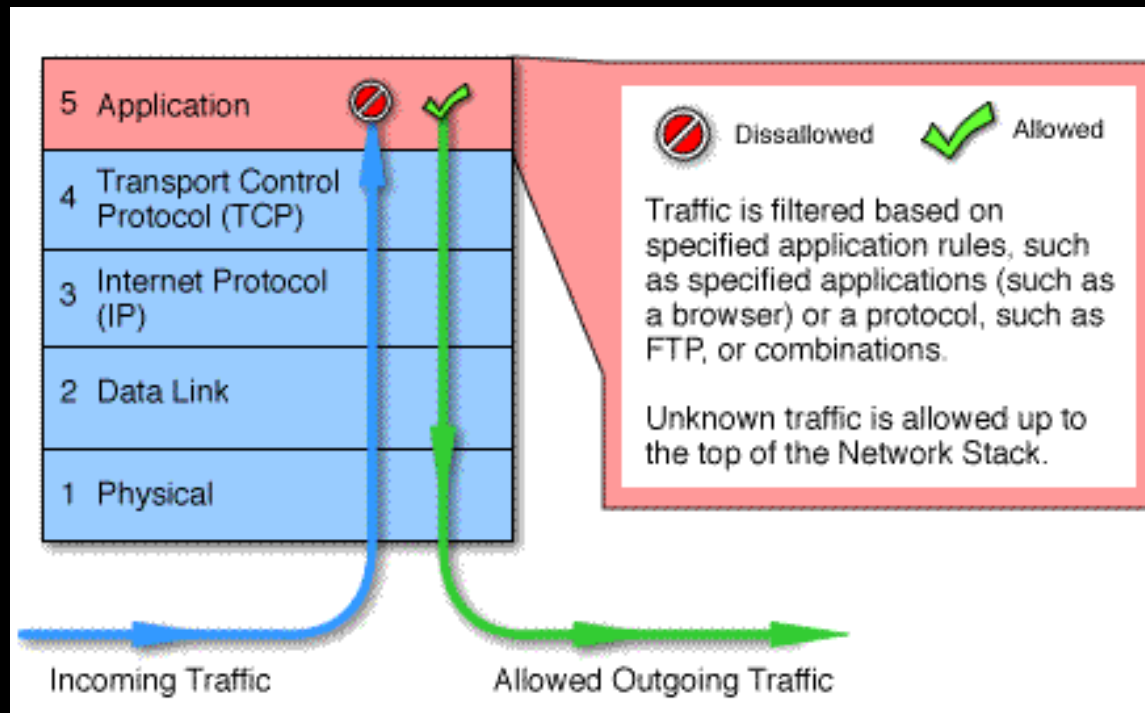 5 Application
4 Transport Control
Protocol (TCP)
3 Internet Protocol
(IP)
2 Data Link
1 Physical
Incoming Traffic
Allowed Outgoing Traffic
Dissallowed
Allowed
Traffic is filtered based on
specified application rules, such
as specified applications (such as
a browser) or a protocol, such as
FTP, or combinations.
Unknown traffic is allowed up to
the top of the Network Stack.